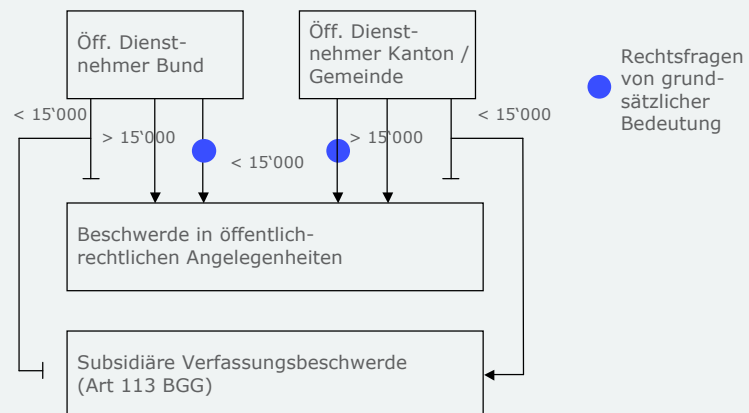 Öff. Dienst-
nehmer Bund
Öff. Dienst-
nehmer Kanton /
Gemeinde
Rechtsfragen
von grund-
sätzlicher
Bedeutung
< 15‘000
> 15‘000
< 15‘000
> 15‘000
< 15‘000
Beschwerde in öffentlich-
rechtlichen Angelegenheiten
Subsidiäre Verfassungsbeschwerde
(Art 113 BGG)